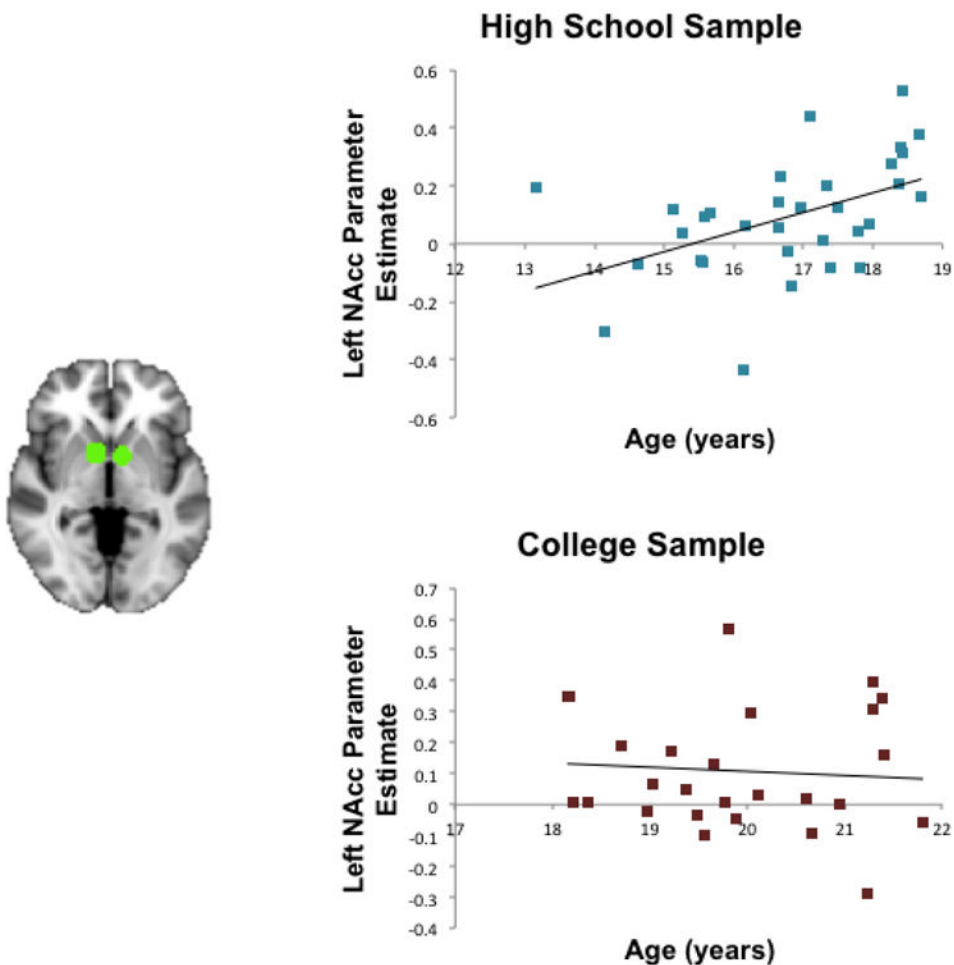 High School Sample
0.6
0.4
0.2
0
-0.2
-0.4
-0.6
Left NAcc Parameter
Estimate
12 13 14 15 16 17 18 19
Age (years)
College Sample
0.7
0.6
0.5
0.4
0.3
0.2
0.1
0
-0.1
-0.2
-0.3
-0.4
Left NAcc Parameter
Estimate
17 18 19 20 21 22
Age (years)